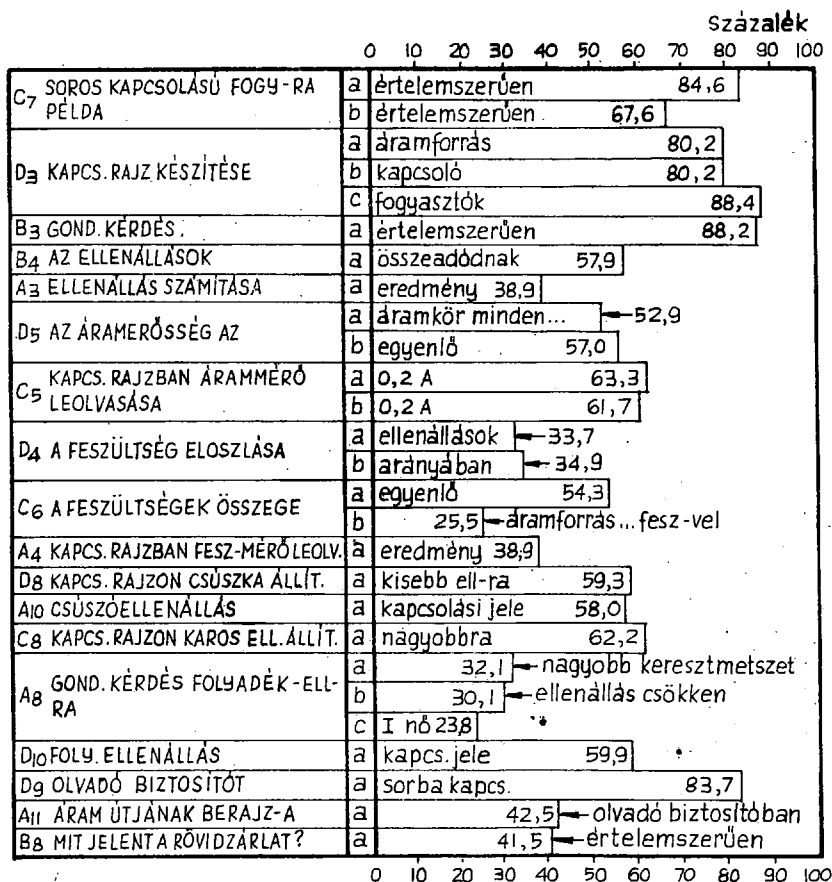 Százalék
0 10 20 30 40 50 60 70 80 90 100
C7 SOROS KAPCSOLÁSÚ FOGY-RA PÉLDA
a értelemszerűen 84,6
b értelemszerűen 67,6
D3 KAPCS. RAJZ KÉSZÍTÉSE
a áramforrás 80,2
b kapcsoló 80,2
c fogyasztók 88,4
B3 GOND. KÉRDÉS.
a értelemszerűen 88,2
B4 AZ ELLENÁLLÁSOK
a összeadódnak 57,9
A3 ELLENÁLLÁS SZÁMÍTÁSA
a eredmény 38,9
D5 AZ ÁRAMERŐSSÉG AZ
a áramkör minden... 52,9
b egyenlő 57,0
C5 KAPCS. RAJZBAN ÁRAMMÉRŐ LEOLVASÁSA
a 0,2 A 63,3
b 0,2 A 61,7
D4 A FESZÜLTSÉG ELOSZLÁSA
a ellenállások 33,7
b arányában 34,9
C6 A FESZÜLTSÉGEK ÖSSZEGE
a egyenlő 54,3
b 25,5 áramforrás... fesz-vel
A4 KAPCS. RAJZBAN FESZ-MÉRŐ LEOLV.
a eredmény 38,9
D8 KAPCS. RAJZON CSÚSZKA ÁLLÍT.
a kisebb ell-ra 59,3
A10 CSÚSZÓELLENÁLLÁS
a kapcsolási jele 58,0
C8 KAPCS. RAJZON KAROS ELL. ÁLLÍT.
a nagyobbra 62,2
A8 GOND. KÉRDÉS FOLYADÉK-ELL-RA
a 32,1 nagyobb keresztmetszet
b 30,1 ellenállás csökken
c I nő 23,8
D10 FOLY. ELLENÁLLÁS
a kapcs. jele 59,9
D9 OLVADÓ BIZTOSÍTÓT
a sorba kapcs. 83,7
A11 ÁRAM ÚTJÁNAK BERAJZ-A
a 42,5 olvadó biztosítóban
B8 MIT JELENT A RÖVIDZÁRLAT?
a 41,5 értelemszerűen
0 10 20 30 40 50 60 70 80 90 100